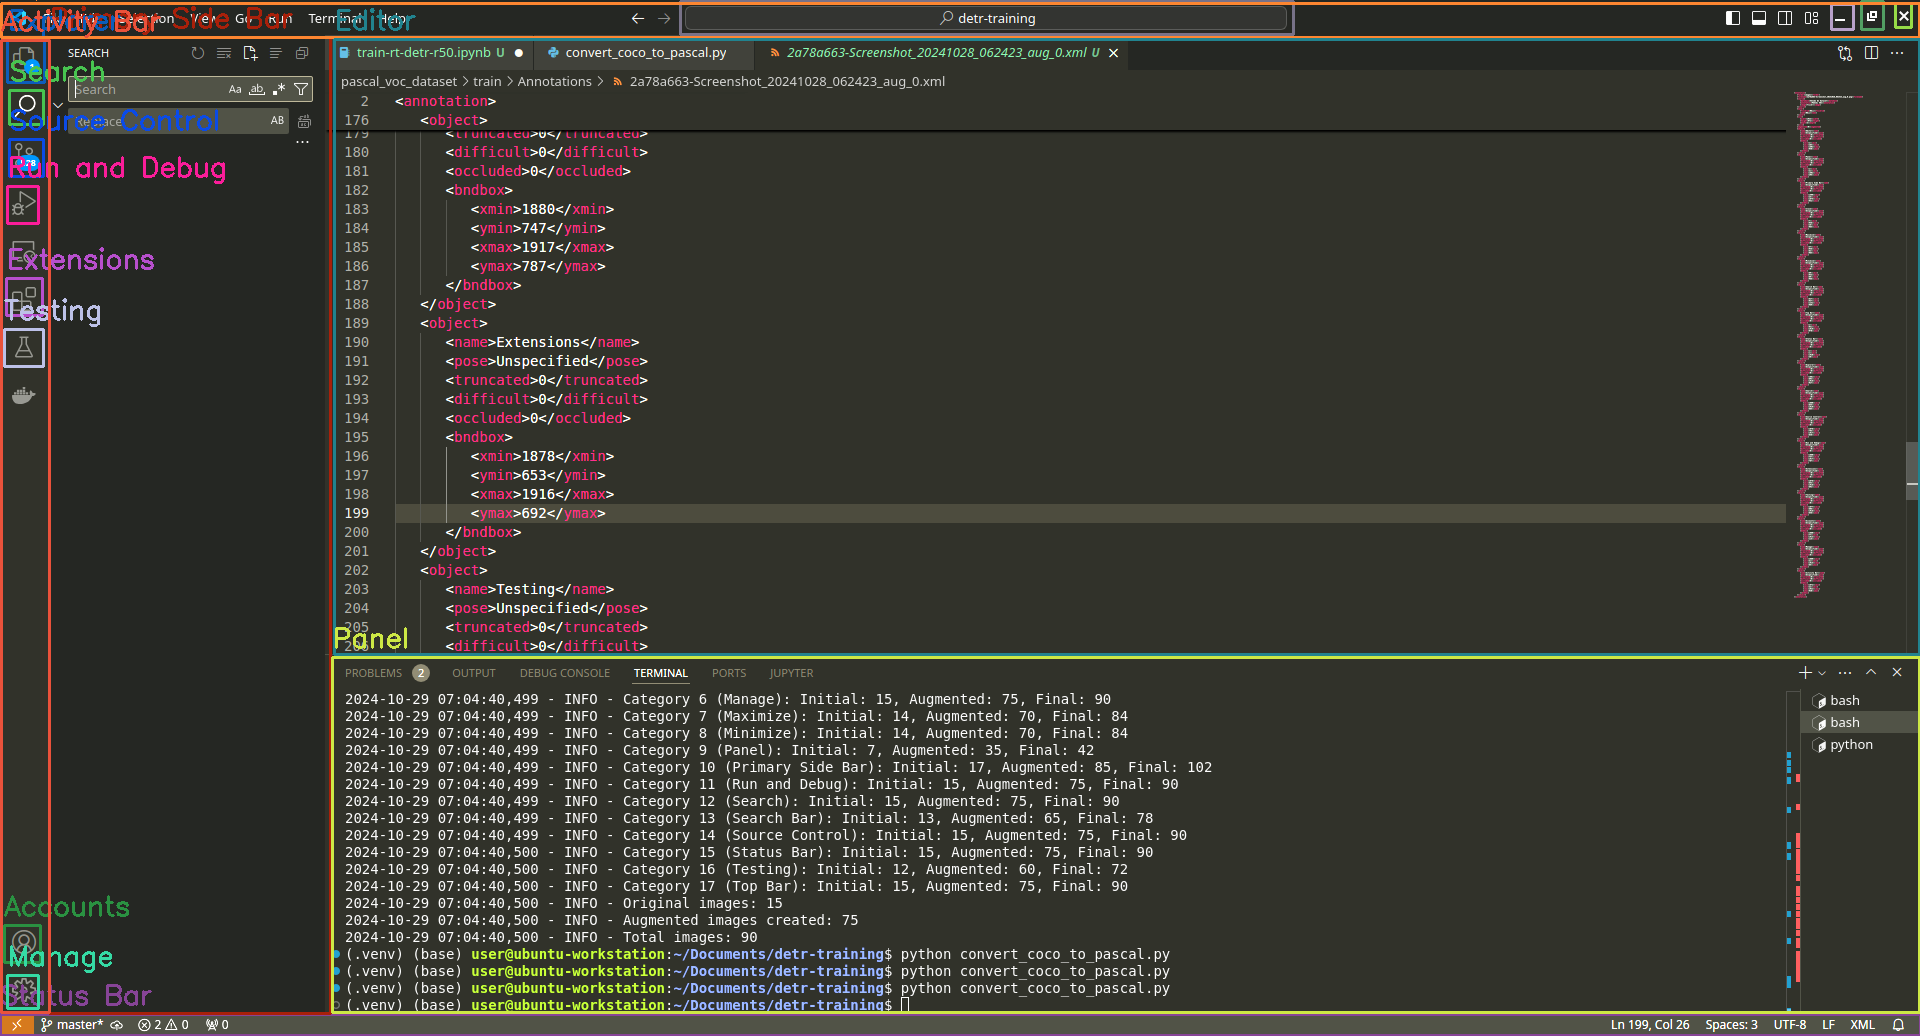 Activity Bar
Side Bar
Selection
View
Go
Run
Terminal
Help
Editor
detr-training
SEARCH
Search
Search
Aa
ab
Source Control
Replace
AB
Run and Debug
Extensions
Testing
Accounts
Manage
Status Bar
train-rt-detr-r50.ipynb U
convert_coco_to_pascal.py
2a78a663-Screenshot_20241028_062423_aug_0.xml U
pascal_voc_dataset > train > Annotations > 2a78a663-Screenshot_20241028_062423_aug_0.xml
2 <annotation>
176 <object>
179 <truncated>0</truncated>
180 <difficult>0</difficult>
181 <occluded>0</occluded>
182 <bndbox>
183 <xmin>1880</xmin>
184 <ymin>747</ymin>
185 <xmax>1917</xmax>
186 <ymax>787</ymax>
187 </bndbox>
188 </object>
189 <object>
190 <name>Extensions</name>
191 <pose>Unspecified</pose>
192 <truncated>0</truncated>
193 <difficult>0</difficult>
194 <occluded>0</occluded>
195 <bndbox>
196 <xmin>1878</xmin>
197 <ymin>653</ymin>
198 <xmax>1916</xmax>
199 <ymax>692</ymax>
200 </bndbox>
201 </object>
202 <object>
203 <name>Testing</name>
204 <pose>Unspecified</pose>
205 <truncated>0</truncated>
<difficult>0</difficult>
Panel
PROBLEMS 2 OUTPUT DEBUG CONSOLE TERMINAL PORTS JUPYTER
2024-10-29 07:04:40,499 - INFO - Category 6 (Manage): Initial: 15, Augmented: 75, Final: 90
2024-10-29 07:04:40,499 - INFO - Category 7 (Maximize): Initial: 14, Augmented: 70, Final: 84
2024-10-29 07:04:40,499 - INFO - Category 8 (Minimize): Initial: 14, Augmented: 70, Final: 84
2024-10-29 07:04:40,499 - INFO - Category 9 (Panel): Initial: 7, Augmented: 35, Final: 42
2024-10-29 07:04:40,499 - INFO - Category 10 (Primary Side Bar): Initial: 17, Augmented: 85, Final: 102
2024-10-29 07:04:40,499 - INFO - Category 11 (Run and Debug): Initial: 15, Augmented: 75, Final: 90
2024-10-29 07:04:40,499 - INFO - Category 12 (Search): Initial: 15, Augmented: 75, Final: 90
2024-10-29 07:04:40,499 - INFO - Category 13 (Search Bar): Initial: 13, Augmented: 65, Final: 78
2024-10-29 07:04:40,499 - INFO - Category 14 (Source Control): Initial: 15, Augmented: 75, Final: 90
2024-10-29 07:04:40,500 - INFO - Category 15 (Status Bar): Initial: 15, Augmented: 75, Final: 90
2024-10-29 07:04:40,500 - INFO - Category 16 (Testing): Initial: 12, Augmented: 60, Final: 72
2024-10-29 07:04:40,500 - INFO - Category 17 (Top Bar): Initial: 15, Augmented: 75, Final: 90
2024-10-29 07:04:40,500 - INFO - Original images: 15
2024-10-29 07:04:40,500 - INFO - Augmented images created: 75
2024-10-29 07:04:40,500 - INFO - Total images: 90
(.venv) (base) user@ubuntu-workstation:~/Documents/detr-training$ python convert_coco_to_pascal.py
(.venv) (base) user@ubuntu-workstation:~/Documents/detr-training$ python convert_coco_to_pascal.py
(.venv) (base) user@ubuntu-workstation:~/Documents/detr-training$ python convert_coco_to_pascal.py
(.venv) (base) user@ubuntu-workstation:~/Documents/detr-training$
bash
bash
python
master* 2 0 0
Ln 199, Col 26 Spaces: 3 UTF-8 LF XML